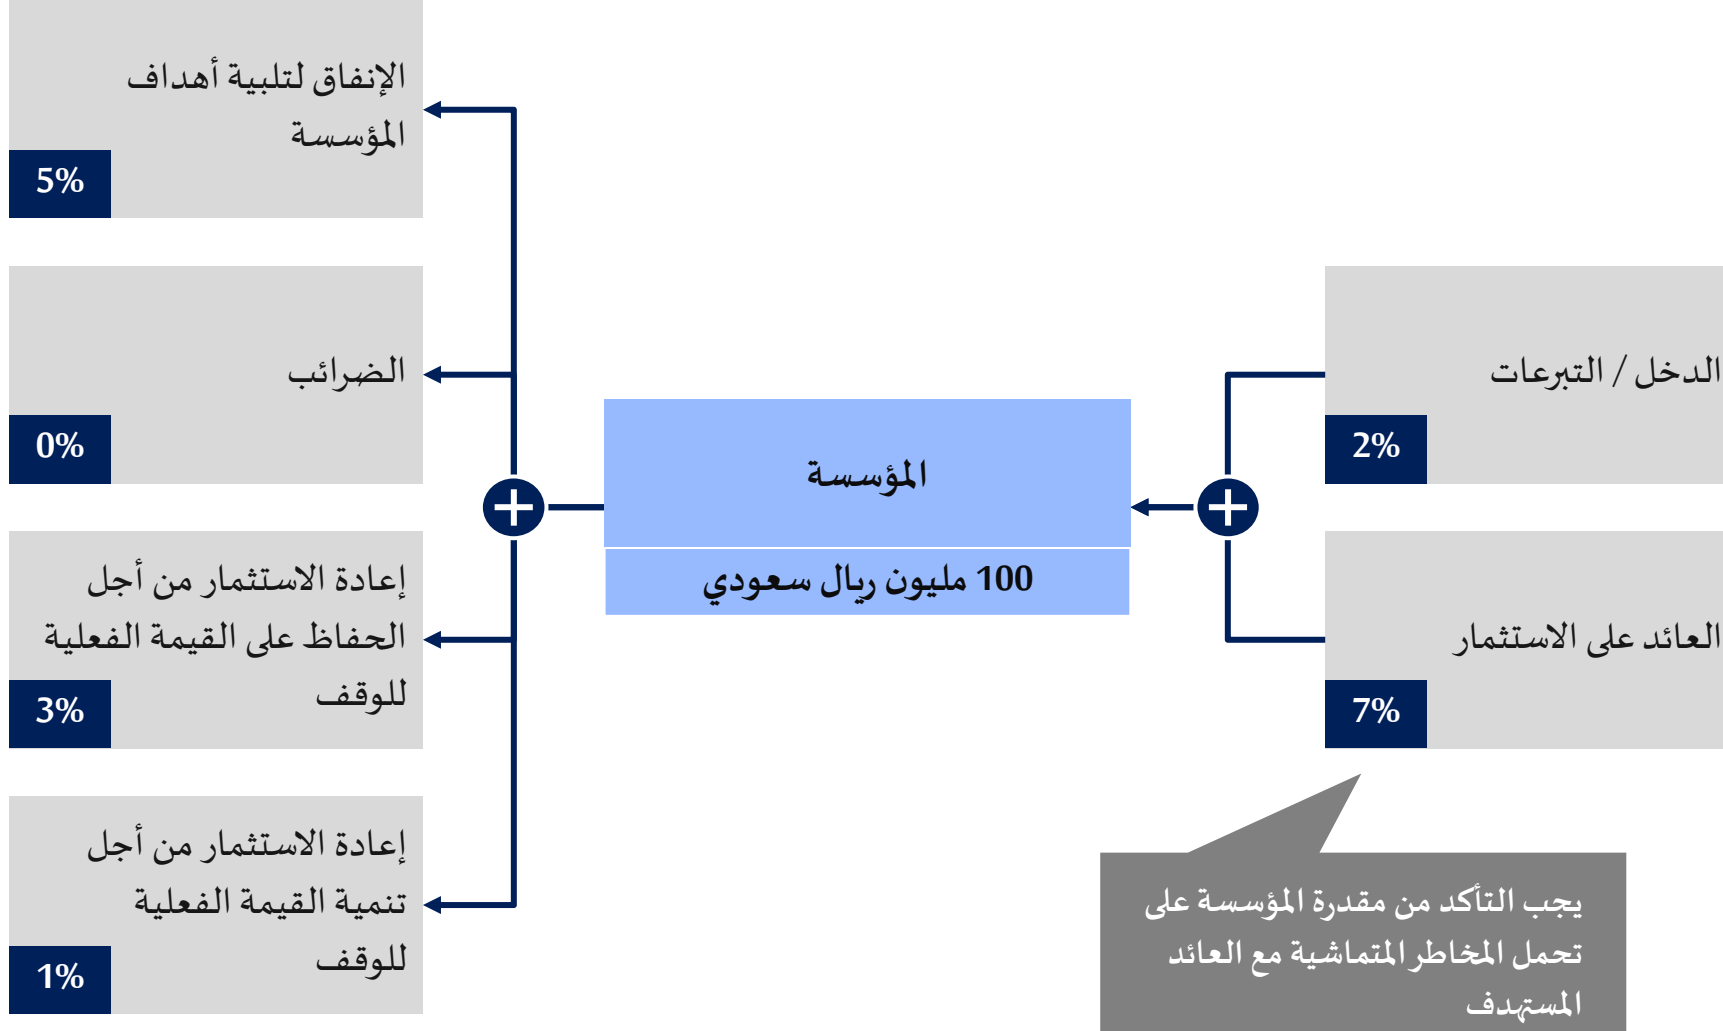 الدخل / التبرعات
2%
العائد على الاستثمار
7%
يجب التأكد من مقدرة المؤسسة على
تحمل المخاطر المتماشية مع العائد
المستهدف
المؤسسة
100 مليون ريال سعودي
الإنفاق لتلبية أهداف
المؤسسة
5%
الضرائب
0%
إعادة الاستثمار من أجل
الحفاظ على القيمة الفعلية
للوقف
3%
إعادة الاستثمار من أجل
تنمية القيمة الفعلية
للوقف
1%